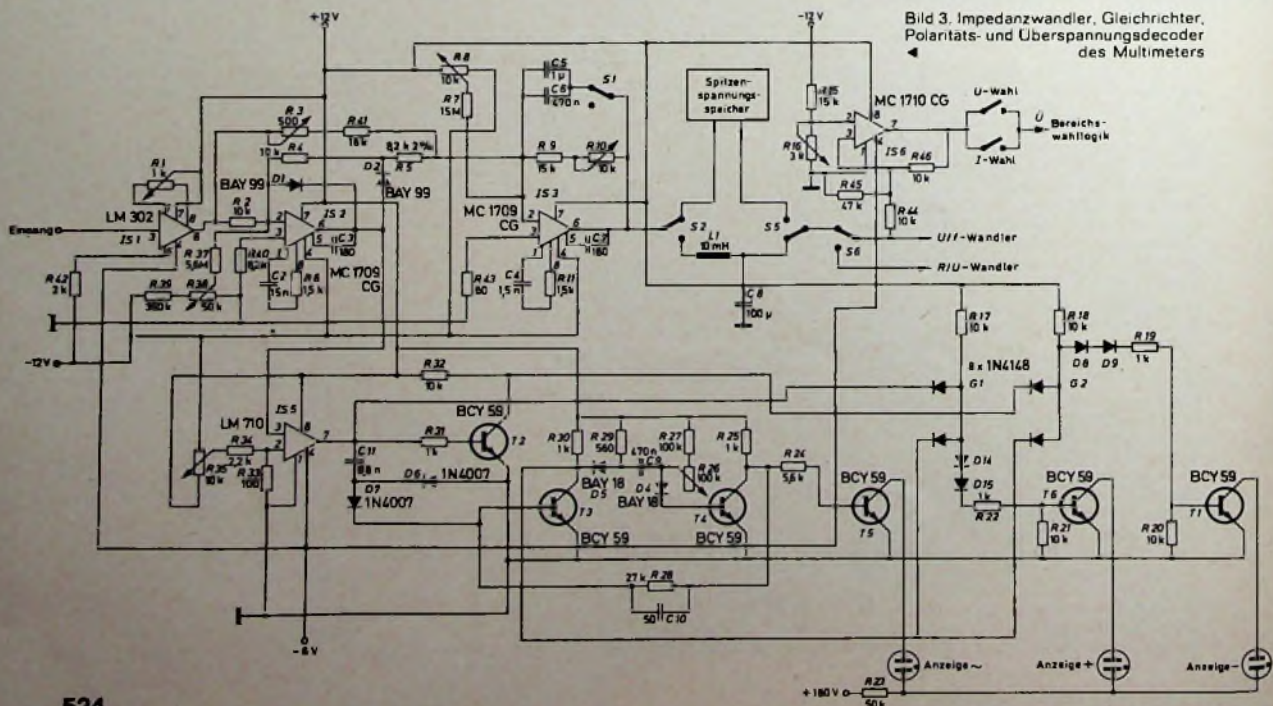 Bild 3. Impedanzwandler, Gleichrichter,
Polaritäts- und Überspannungsdecoder
des Multimeters
+12V
-12V
R8
10k
R7
15M
C5
1µ
C6
470n
S1
Spitzen-
spannungs-
speicher
R15
15k
MC 1710 CG
U-Wahl
Ü
Bereichs-
wahllogik
I-Wahl
R3
500
R41
18k
R4
10k
8,2k 2%
R5
R9
15k
R10
10k
R16
3k
IS6
R46
10k
R45
47k
R44
10k
R1
1k
BAY 99
D1
D2
BAY 99
LM 302
R2
10k
IS2
MC 1709
CG
IS3
Eingang
IS1
R37
5,6M
R40
C3
180
MC 1709
CG
S2
L1
10 mH
S5
S6
U/f-Wandler
R/U-Wandler
R42
2k
R39
R38
50k
C2
15n
R6
1,5k
R43
60
C4
1,5n
R11
1,5k
C7
160
C8
100µ
-12V
R17
10k
R18
10k
D8
D9
R19
1k
8x 1N4148
G1
G2
R32
10k
LM 710
IS5
BCY 59
T2
R31
1k
R34
2,2k
R35
10k
R33
100
C11
D6
1N4007
D7
1N4007
R30
1k
R29
560
470n
C9
R27
100k
R26
100k
R25
1k
BAY 18
D5
D4
BAY 18
R24
5,6k
BCY 59
T5
T3
T4
BCY 59
BCY 59
D14
D15
1k
R22
BCY 59
T6
R21
10k
BCY 59
T1
R20
10k
27k
R28
50
C10
-6V
Anzeige ~
Anzeige +
Anzeige -
+180V
R23
50k
524